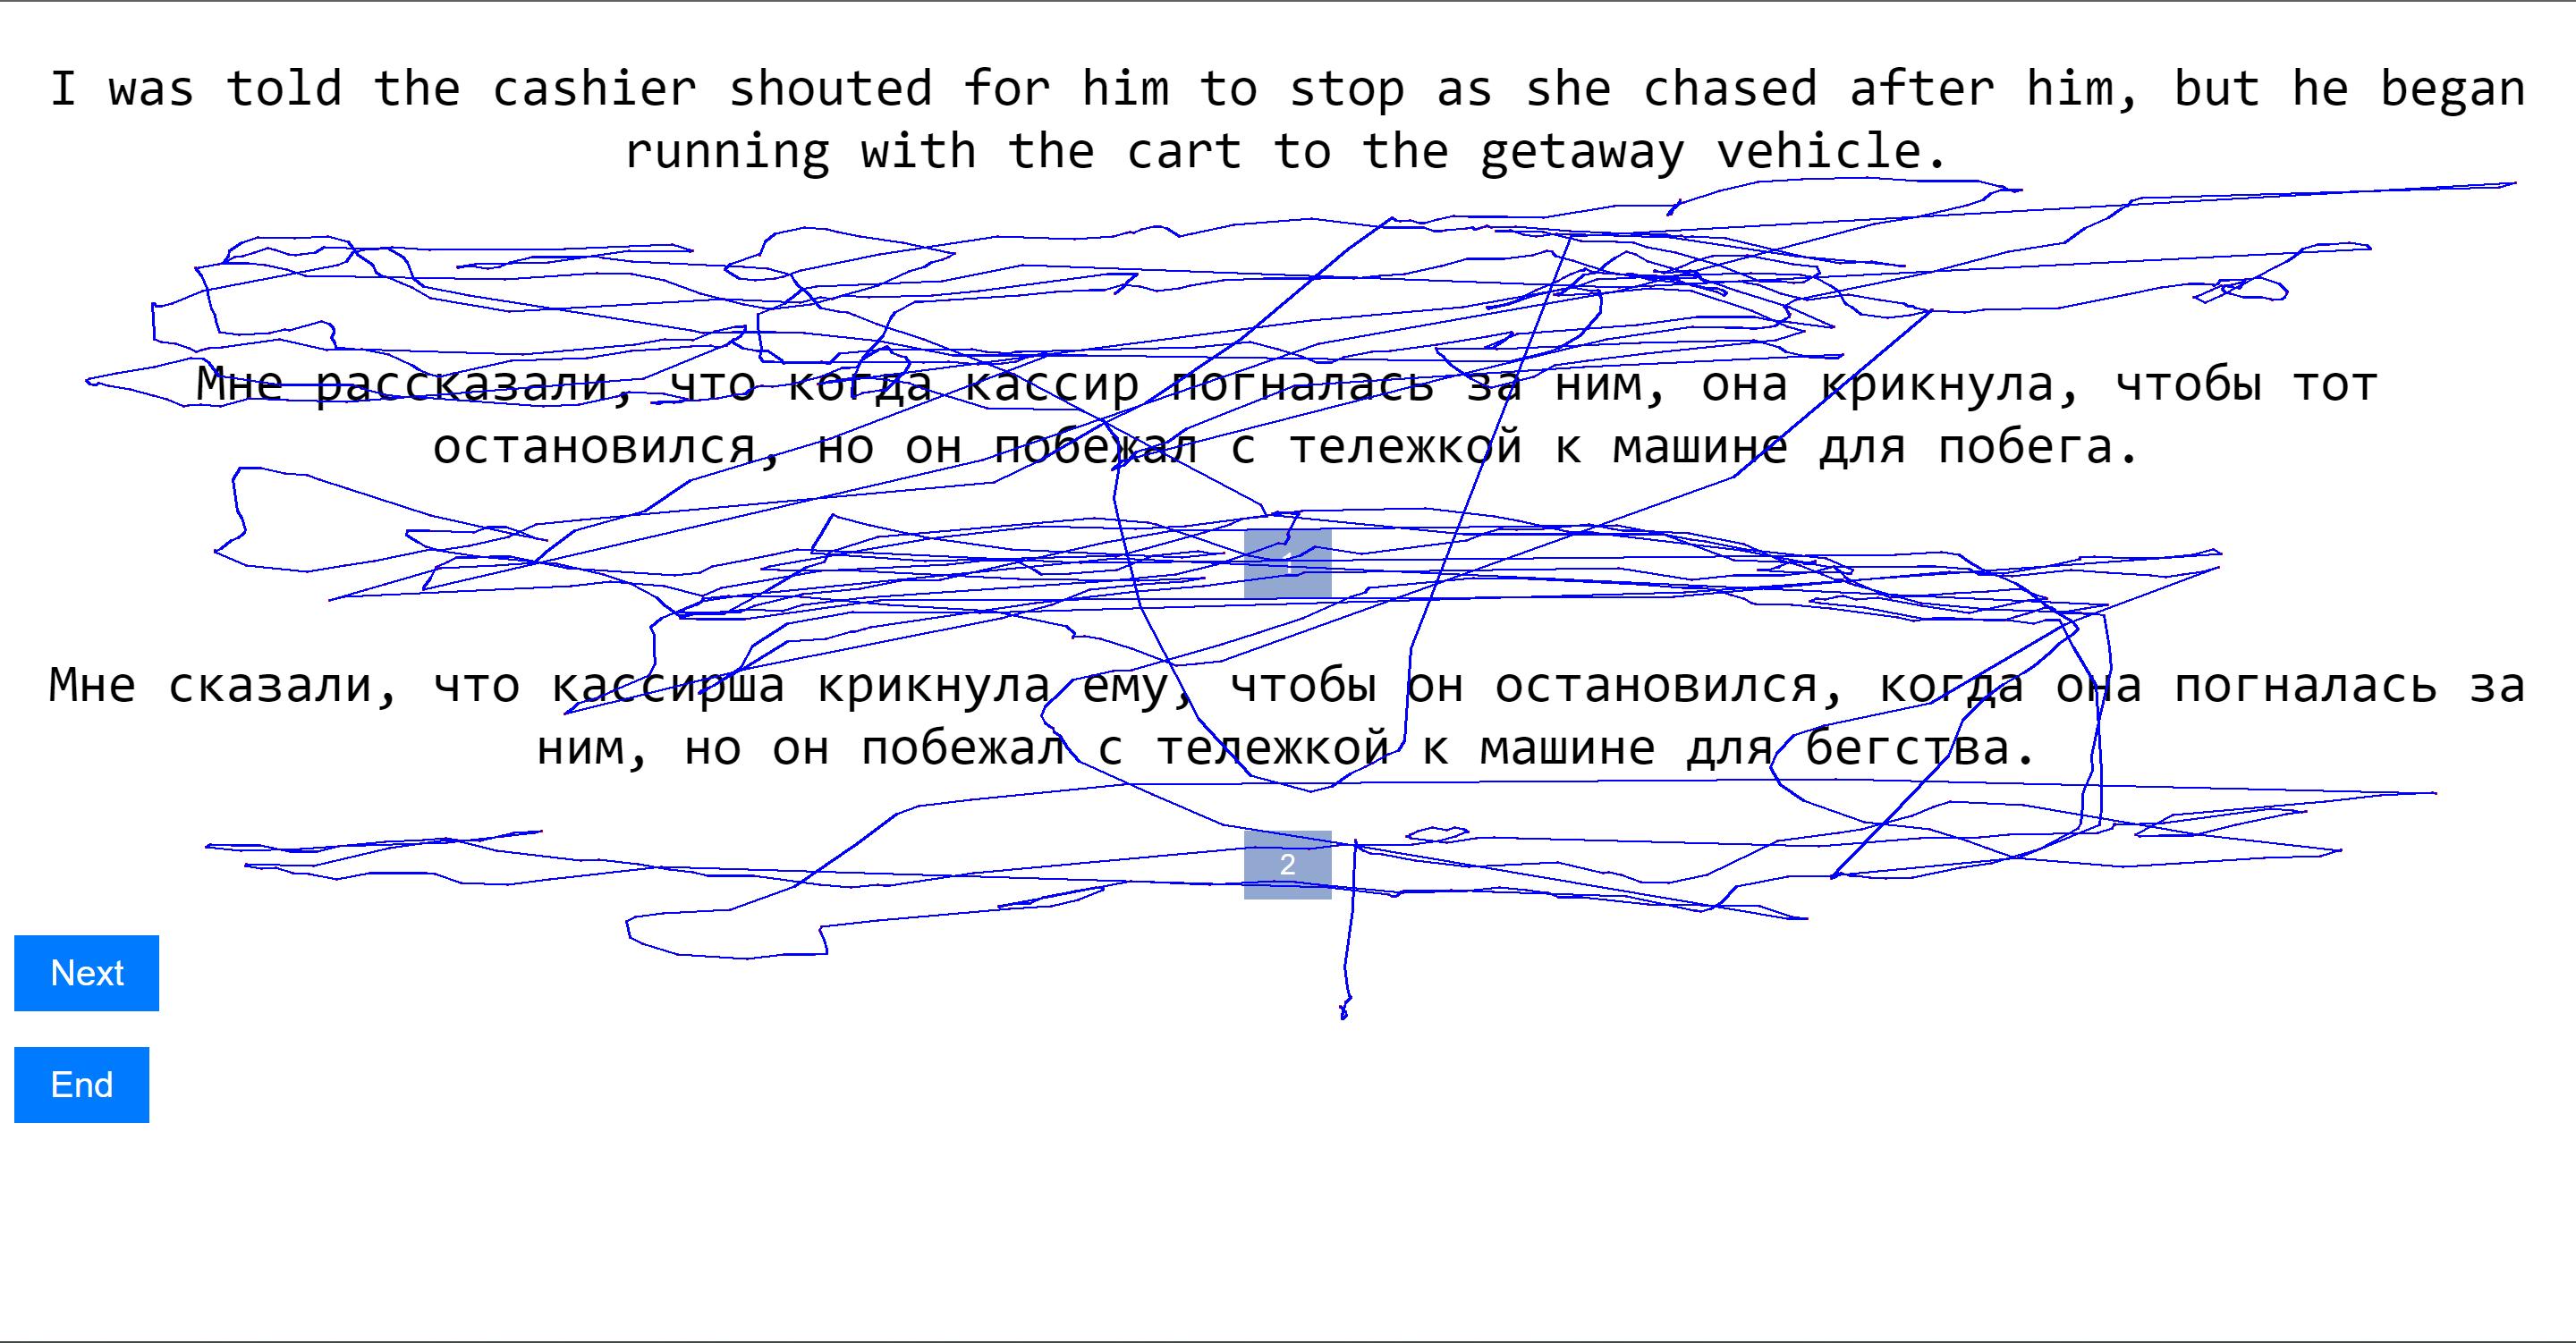 I was told the cashier shouted for him to stop as she chased after him, but he began
running with the cart to the getaway vehicle.
Мне рассказали, что когда кассир погналась за ним, она крикнула, чтобы тот
остановился, но он побежал с тележкой к машине для побега.
1
Мне сказали, что кассирша крикнула ему, чтобы он остановился, когда она погналась за
ним, но он побежал с тележкой к машине для бегства.
2
Next
End